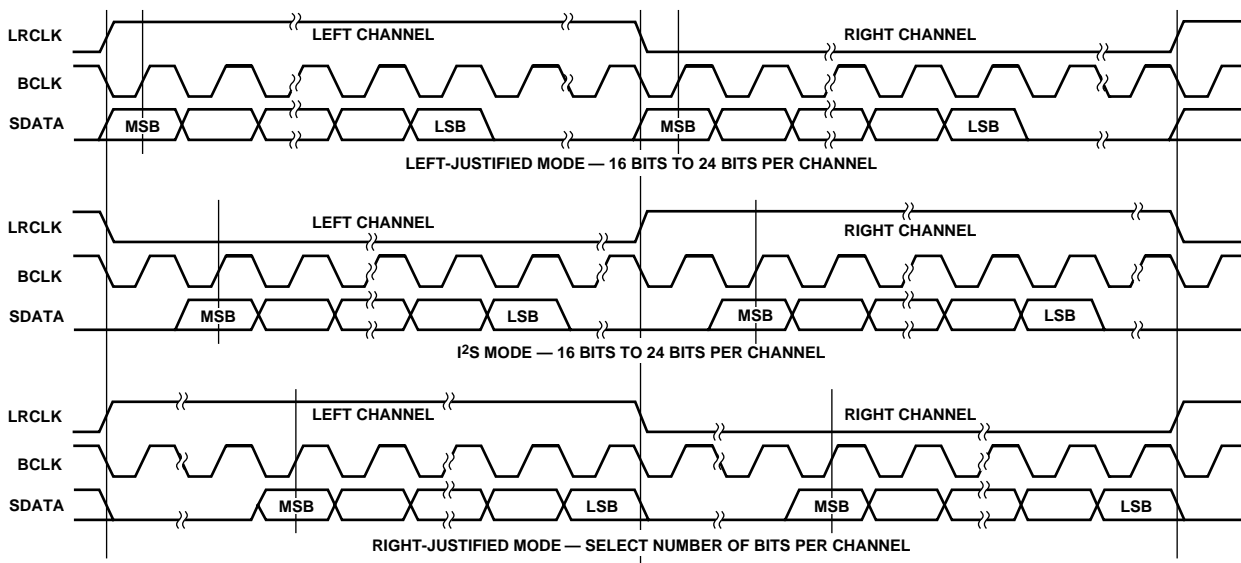 LRCLK LEFT CHANNEL RIGHT CHANNEL
BCLK
SDATA MSB LSB MSB LSB
LEFT-JUSTIFIED MODE — 16 BITS TO 24 BITS PER CHANNEL
LRCLK LEFT CHANNEL RIGHT CHANNEL
BCLK
SDATA MSB LSB MSB LSB
I²S MODE — 16 BITS TO 24 BITS PER CHANNEL
LRCLK LEFT CHANNEL RIGHT CHANNEL
BCLK
SDATA MSB LSB MSB LSB
RIGHT-JUSTIFIED MODE — SELECT NUMBER OF BITS PER CHANNEL